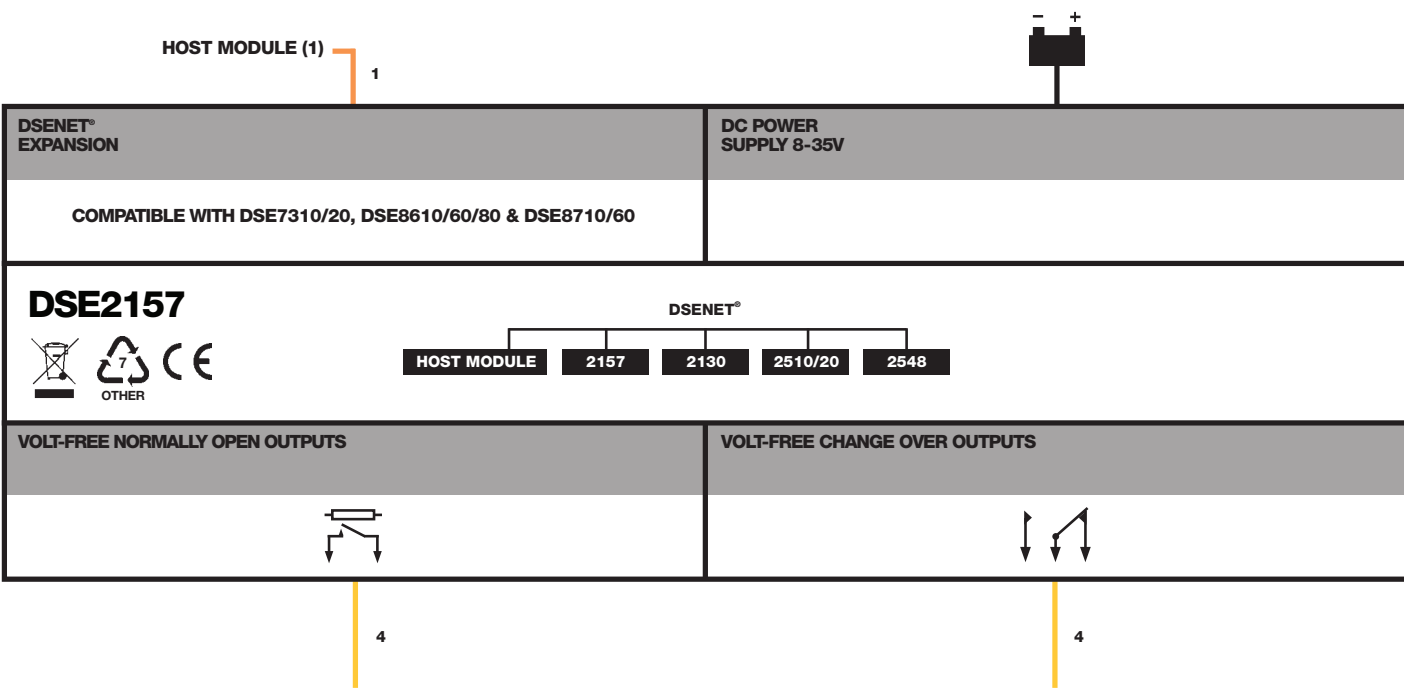 HOST MODULE (1)
1
- +
DSENET®
EXPANSION
DC POWER
SUPPLY 8-35V
COMPATIBLE WITH DSE7310/20, DSE8610/60/80 & DSE8710/60
DSE2157
7
OTHER
CE
DSENET®
HOST MODULE
2157
2130
2510/20
2548
VOLT-FREE NORMALLY OPEN OUTPUTS
VOLT-FREE CHANGE OVER OUTPUTS
4
4